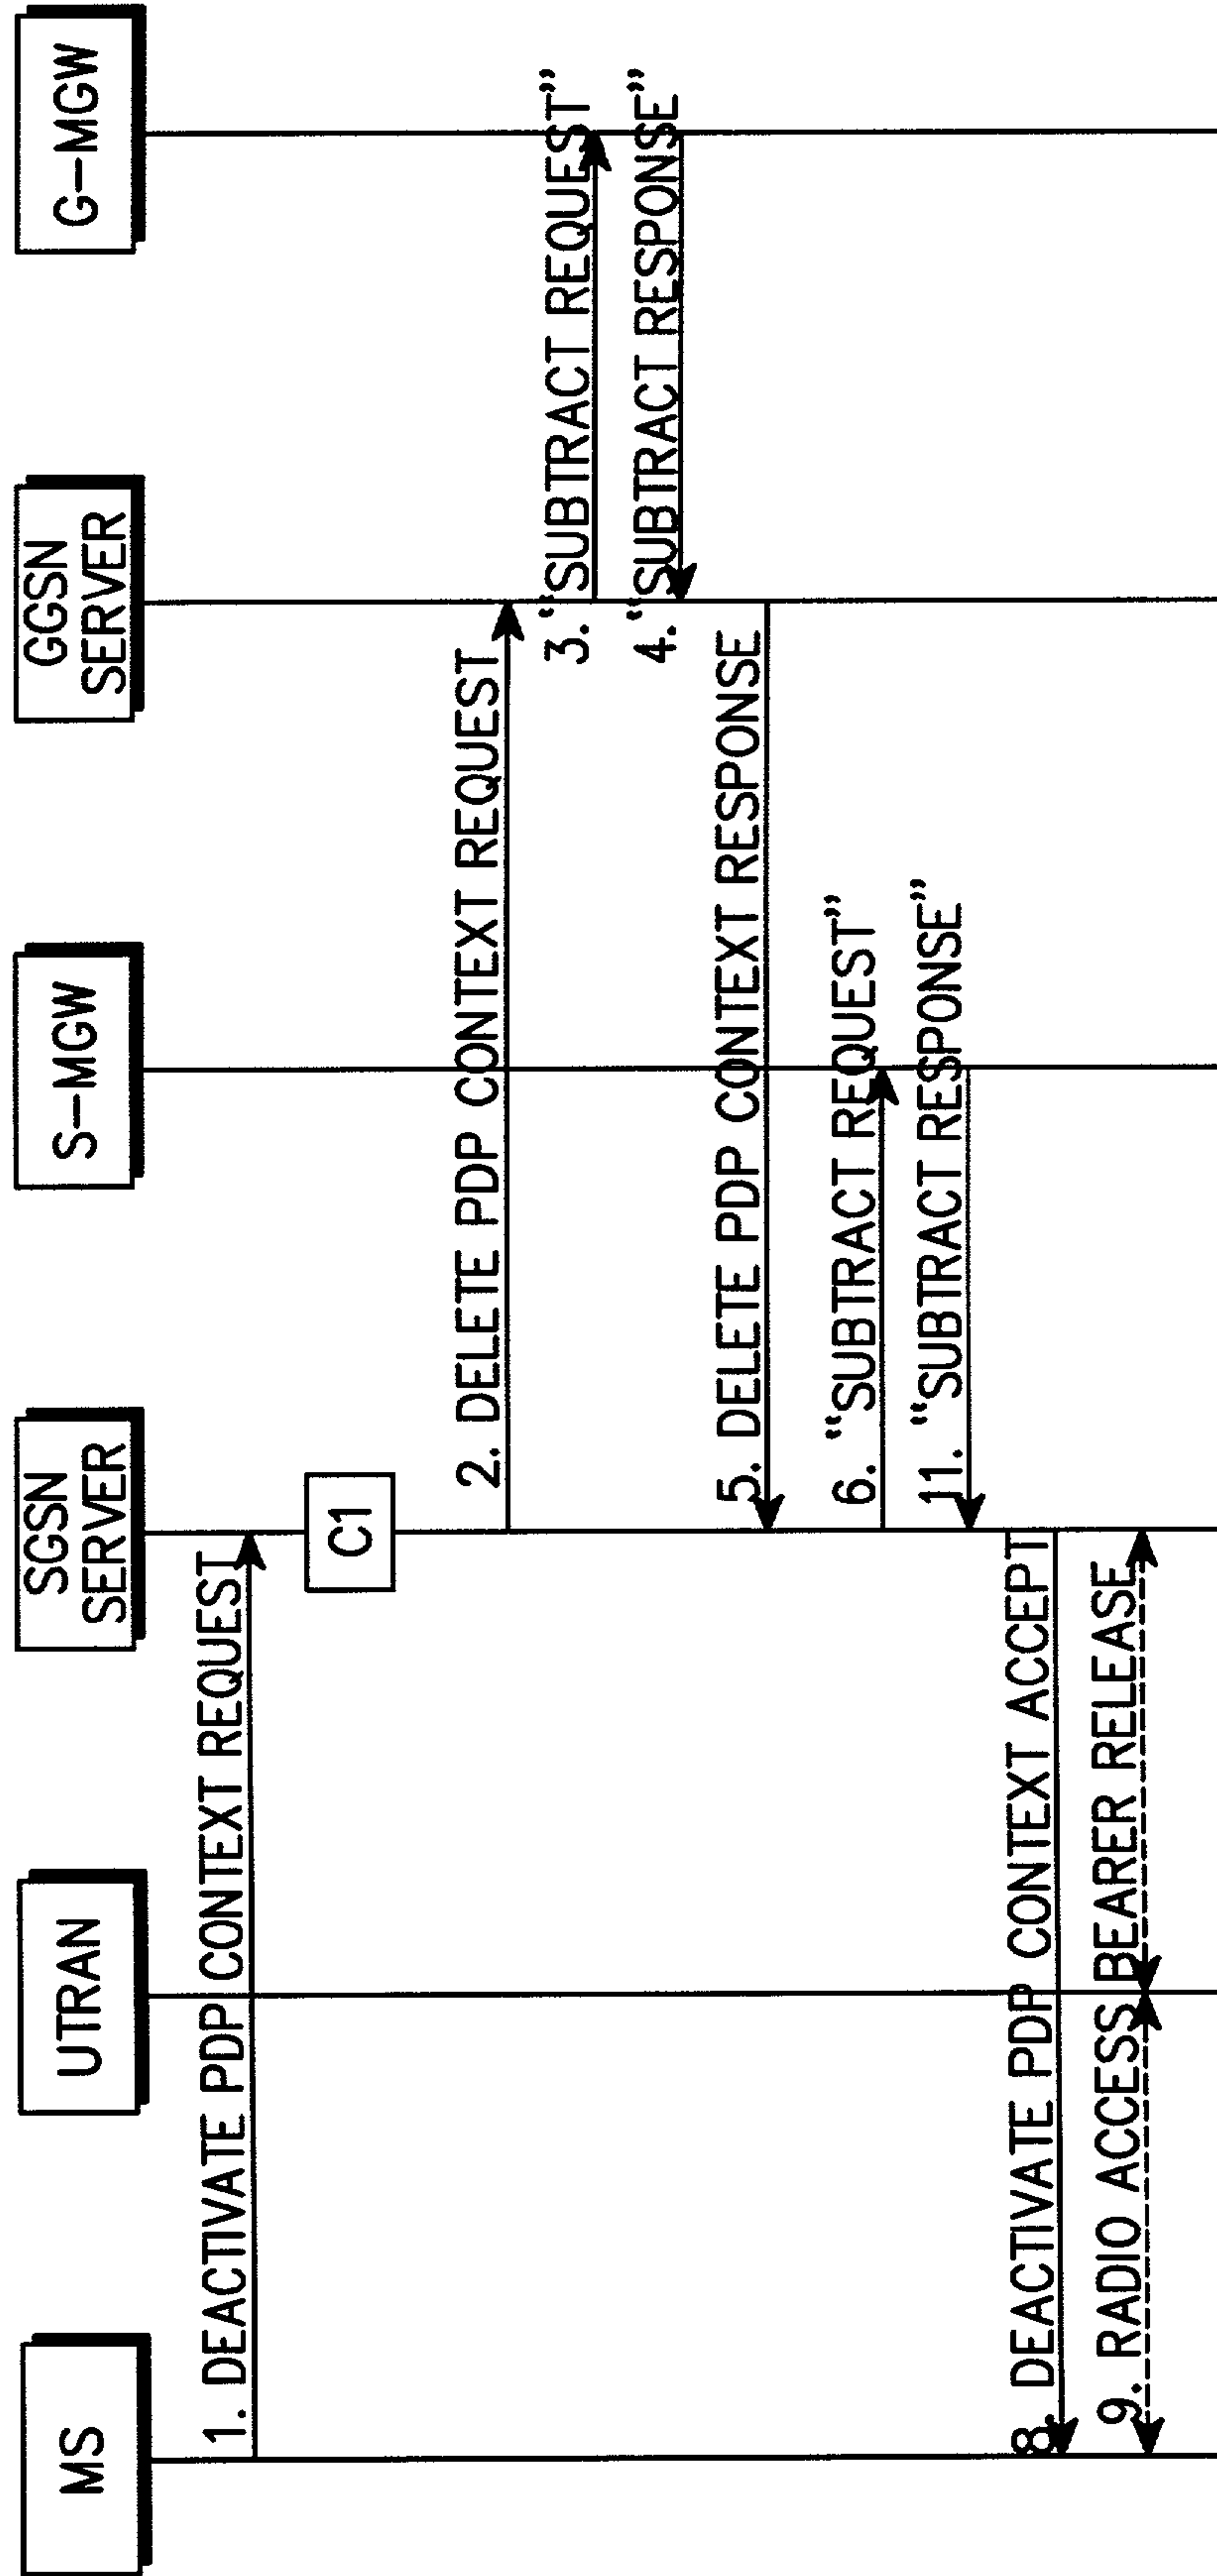 MS
UTRAN
SGSN
SERVER
S-MGW
GGSN
SERVER
G-MGW
1. DEACTIVATE PDP CONTEXT REQUEST
C1
2. DELETE PDP CONTEXT REQUEST
3. "SUBTRACT REQUEST"
4. "SUBTRACT RESPONSE"
5. DELETE PDP CONTEXT RESPONSE
6. "SUBTRACT REQUEST"
11. "SUBTRACT RESPONSE"
8. DEACTIVATE PDP CONTEXT ACCEPT
9. RADIO ACCESS BEARER RELEASE